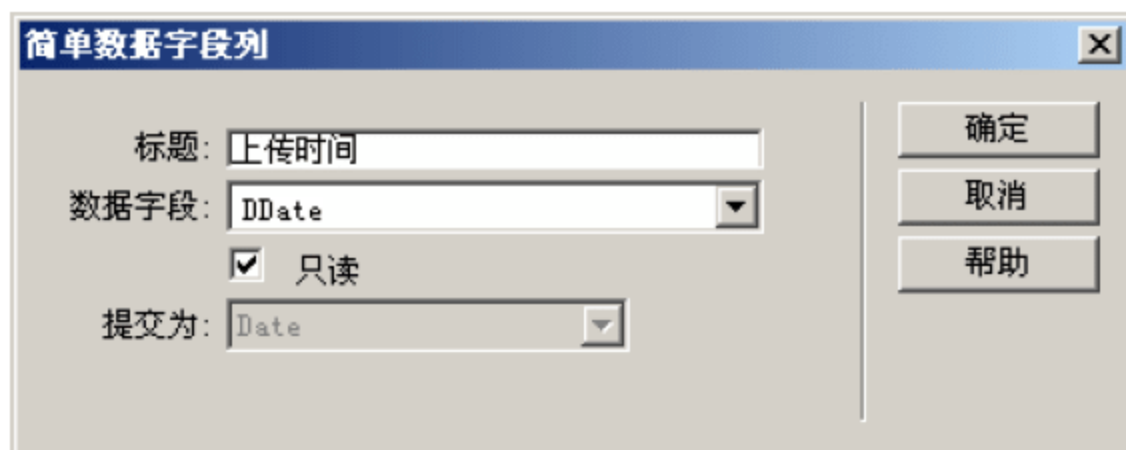 简单数据字段列
标题: 上传时间
数据字段: DDate
只读
提交为: Date
确定
取消
帮助